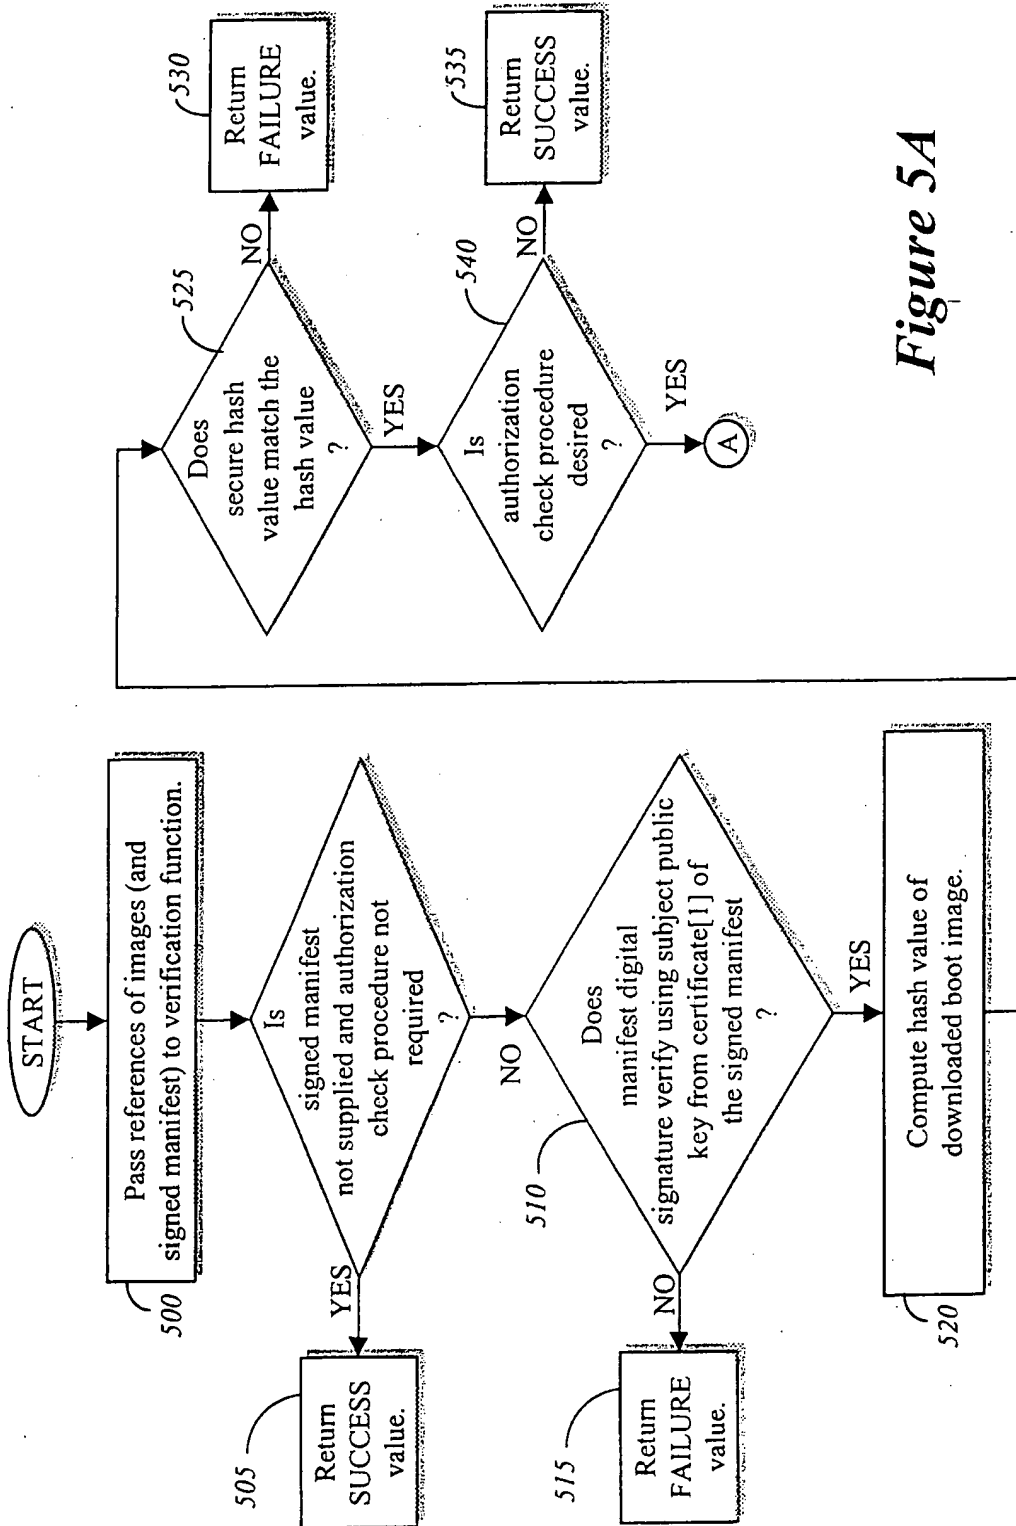 START
Pass references of images (and
signed manifest) to verification function.
500
Is
signed manifest
not supplied and authorization
check procedure not
required
?
YES
505
Return
SUCCESS
value.
NO
Does
manifest digital
signature verify using subject public
key from certificate[1] of
the signed manifest
?
510
NO
515
Return
FAILURE
value.
YES
Compute hash value of
downloaded boot image.
520
Does
secure hash
value match the
hash value
?
525
NO
530
Return
FAILURE
value.
YES
Is
authorization
check procedure
desired
?
540
NO
535
Return
SUCCESS
value.
YES
A
Figure 5A